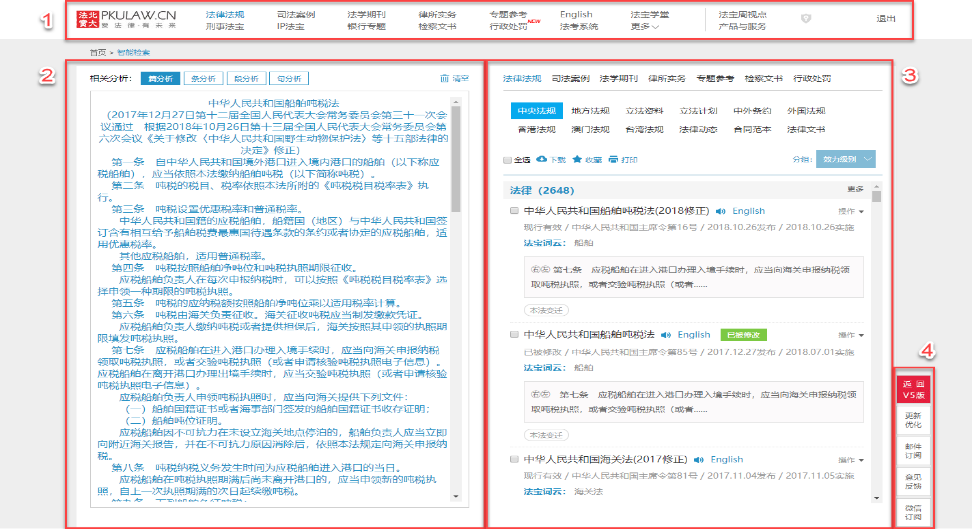 1
北大
法宝
PKULAW.CN
爱 法 律 · 有 未 来
法律法规 司法案例 法学期刊 律所实务 专题参考 English 法宝学堂 法宝周视点
刑事法宝 IP法宝 银行专题 检察文书 行政处罚 NEW 法考系统 更多 产品与服务
退出
首页 > 智能检索
2
相关分析: 篇分析 条分析 段分析 句分析 清空
中华人民共和国船舶吨税法
(2017年12月27日第十二届全国人民代表大会常务委员会第三十一次会
议通过 根据2018年10月26日第十三届全国人民代表大会常务委员会第
六次会议《关于修改〈中华人民共和国野生动物保护法〉等十五部法律的
决定》修正)
第一条 自中华人民共和国境外港口进入境内港口的船舶(以下称应
税船舶),应当依照本法缴纳船舶吨税(以下简称吨税)。
第二条 吨税的税目、税率依照本法所附的《吨税税目税率表》执
行。
第三条 吨税设置优惠税率和普通税率。
中华人民共和国籍的应税船舶,船籍国(地区)与中华人民共和国签
订含有相互给予船舶税费最惠国待遇条款的条约或者协定的应税船舶,适
用优惠税率。
其他应税船舶,适用普通税率。
第四条 吨税按照船舶净吨位和吨税执照期限征收。
应税船舶负责人在每次申报纳税时,可以按照《吨税税目税率表》选
择申领一种期限的吨税执照。
第五条 吨税的应纳税额按照船舶净吨位乘以适用税率计算。
第六条 吨税由海关负责征收。海关征收吨税应当制发缴款凭证。
应税船舶负责人缴纳吨税或者提供担保后,海关按照其申领的执照期
限填发吨税执照。
第七条 应税船舶在进入港口办理入境手续时,应当向海关申报纳税
领取吨税执照,或者交验吨税执照(或者申请核验吨税执照电子信息)。
应税船舶在离开港口办理出境手续时,应当交验吨税执照(或者申请核验
吨税执照电子信息)。
应税船舶负责人申领吨税执照时,应当向海关提供下列文件:
(一)船舶国籍证书或者海事部门签发的船舶国籍证书收存证明;
(二)船舶吨位证明。
应税船舶因不可抗力在未设立海关地点停泊的,船舶负责人应当立即
向附近海关报告,并在不可抗力原因消除后,依照本法规定向海关申报纳
税。
第八条 吨税纳税义务发生时间为应税船舶进入港口的当日。
应税船舶在吨税执照期满后尚未离开港口的,应当申领新的吨税执
照,自上一次执照期满的次日起续缴吨税。
3
法律法规 司法案例 法学期刊 律所实务 专题参考 检察文书 行政处罚
中央法规 地方法规 立法资料 立法计划 中外条约 外国法规
香港法规 澳门法规 台湾法规 法律动态 合同范本 法律文书
全选 下载 收藏 打印 分组: 效力级别
法律(2648) 更多
中华人民共和国船舶吨税法(2018修正) English 操作
现行有效 / 中华人民共和国主席令第16号 / 2018.10.26发布 / 2018.10.26实施
法宝词云: 船舶
第七条 应税船舶在进入港口办理入境手续时,应当向海关申报纳税领
取吨税执照,或者交验吨税执照(或者......
本法变迁
中华人民共和国船舶吨税法 English 已被修改 操作
已被修改 / 中华人民共和国主席令第85号 / 2017.12.27发布 / 2018.07.01实施
法宝词云: 船舶
第七条 应税船舶在进入港口办理入境手续时,应当向海关申报纳税领
取吨税执照,或者交验吨税执照(或者......
本法变迁
中华人民共和国海关法(2017修正) English 操作
现行有效 / 中华人民共和国主席令第81号 / 2017.11.04发布 / 2017.11.05实施
法宝词云: 海关法
4
返 回
V5版
更新
优化
邮件
订阅
意见
反馈
微信
订阅